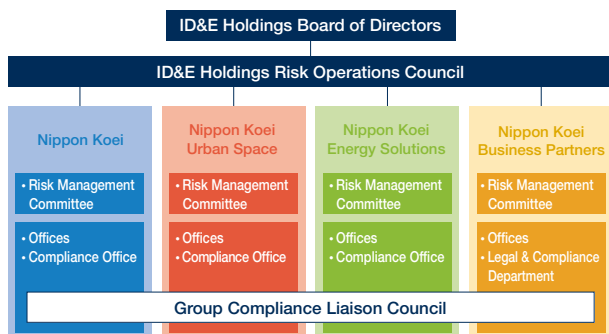 ID&E Holdings Board of Directors
ID&E Holdings Risk Operations Council
Nippon Koei
• Risk Management
Committee
• Offices
• Compliance Office
Nippon Koei
Urban Space
• Risk Management
Committee
• Offices
• Compliance Office
Nippon Koei
Energy Solutions
• Risk Management
Committee
• Offices
• Compliance Office
Nippon Koei
Business Partners
• Risk Management
Committee
• Offices
• Legal & Compliance
Department
Group Compliance Liaison Council